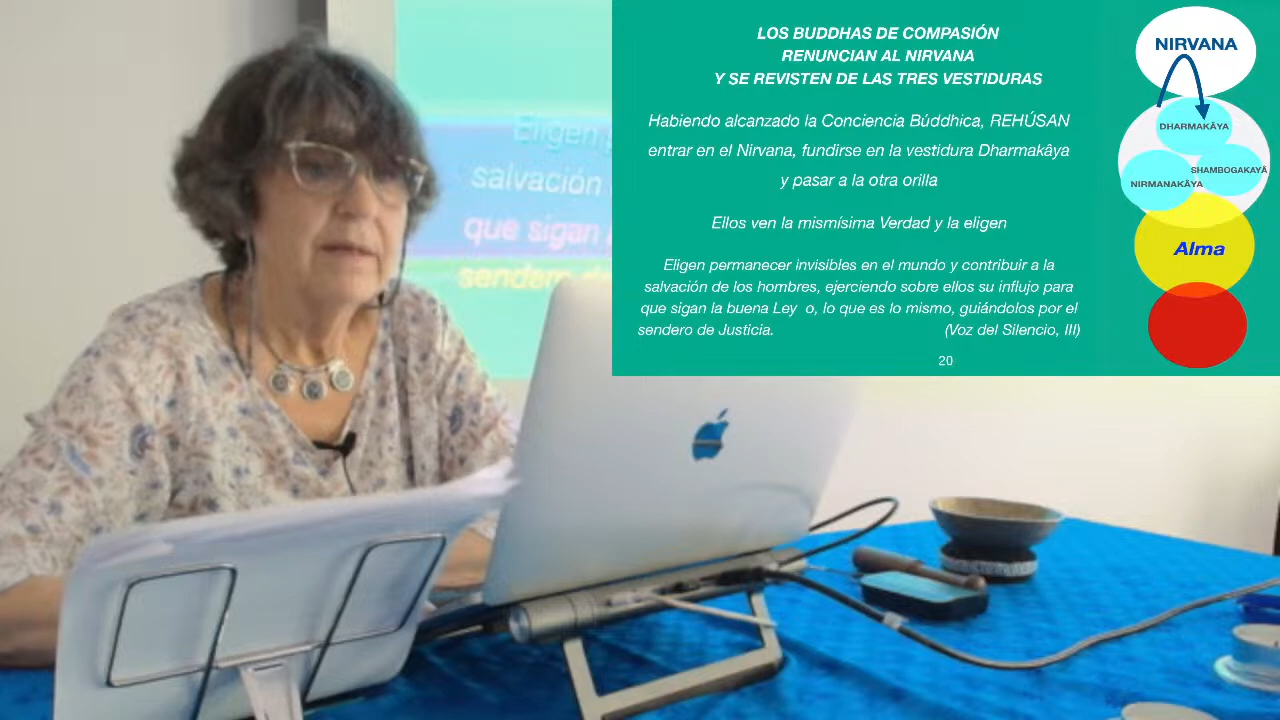 LOS BUDDHAS DE COMPASIÓN
RENUNCIAN AL NIRVANA
Y SE REVISTEN DE LAS TRES VESTIDURAS
Habiendo alcanzado la Conciencia Búddhica, REHÚSAN
entrar en el Nirvana, fundirse en la vestidura Dharmakâya
y pasar a la otra orilla
Ellos ven la mismísima Verdad y la eligen
Eligen permanecer invisibles en el mundo y contribuir a la
salvación de los hombres, ejerciendo sobre ellos su influjo para
que sigan la buena Ley o, lo que es lo mismo, guiándolos por el
sendero de Justicia. (Voz del Silencio, III)
20
NIRVANA
DHARMAKÂYA
SHAMBOGAKAYÂ
NIRMANAKÂYA
Alma
Eligen
salvación
que sigan
sendero